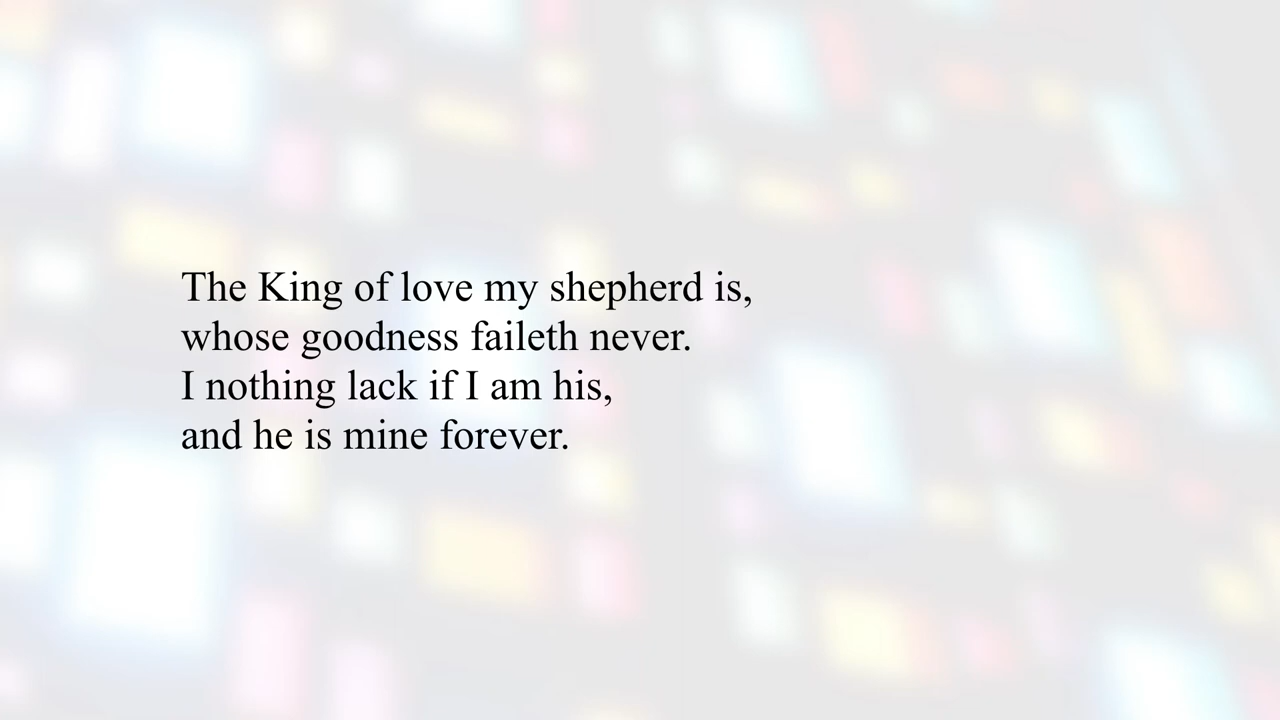 The King of love my shepherd is,
whose goodness faileth never.
I nothing lack if I am his,
and he is mine forever.